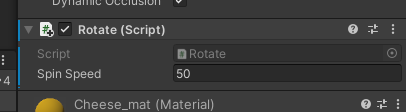 Dynamic Occlusion
Rotate (Script)
Script Rotate
4
Spin Speed 50
Cheese_mat (Material)